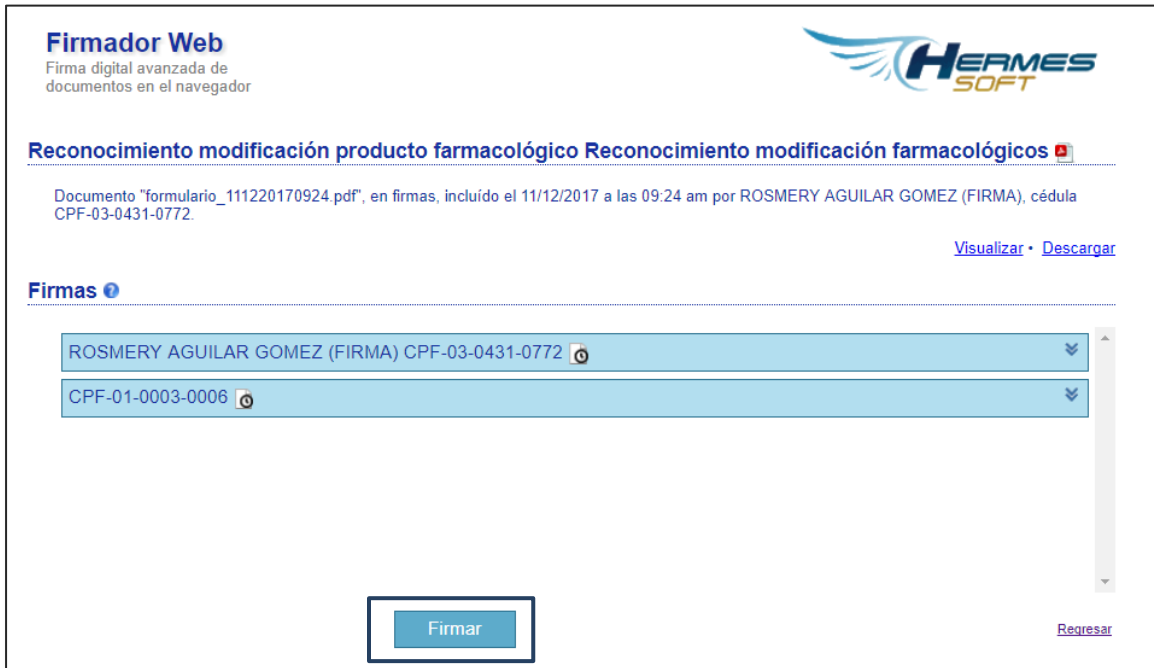 Firmador Web
Firma digital avanzada de
documentos en el navegador
HERMES
SOFT
Reconocimiento modificación producto farmacológico Reconocimiento modificación farmacológicos
Documento "formulario_111220170924.pdf", en firmas, incluído el 11/12/2017 a las 09:24 am por ROSMERY AGUILAR GOMEZ (FIRMA), cédula
CPF-03-0431-0772.
Visualizar • Descargar
Firmas ?
ROSMERY AGUILAR GOMEZ (FIRMA) CPF-03-0431-0772
CPF-01-0003-0006
Firmar
Regresar